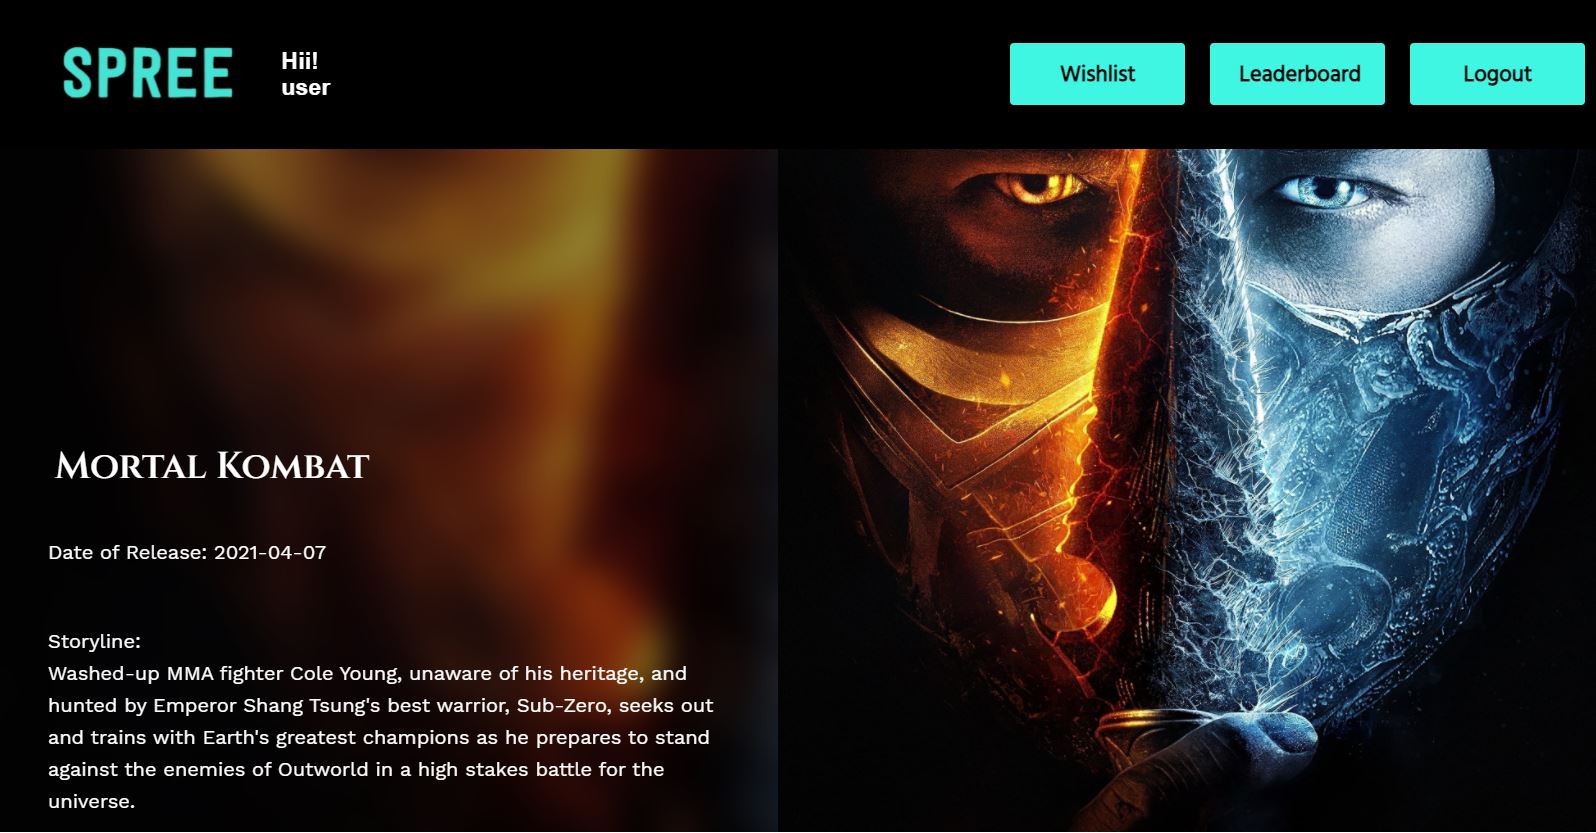 SPREE
Hii!
user
Wishlist
Leaderboard
Logout
Mortal Kombat
Date of Release: 2021-04-07
Storyline:
Washed-up MMA fighter Cole Young, unaware of his heritage, and
hunted by Emperor Shang Tsung's best warrior, Sub-Zero, seeks out
and trains with Earth's greatest champions as he prepares to stand
against the enemies of Outworld in a high stakes battle for the
universe.